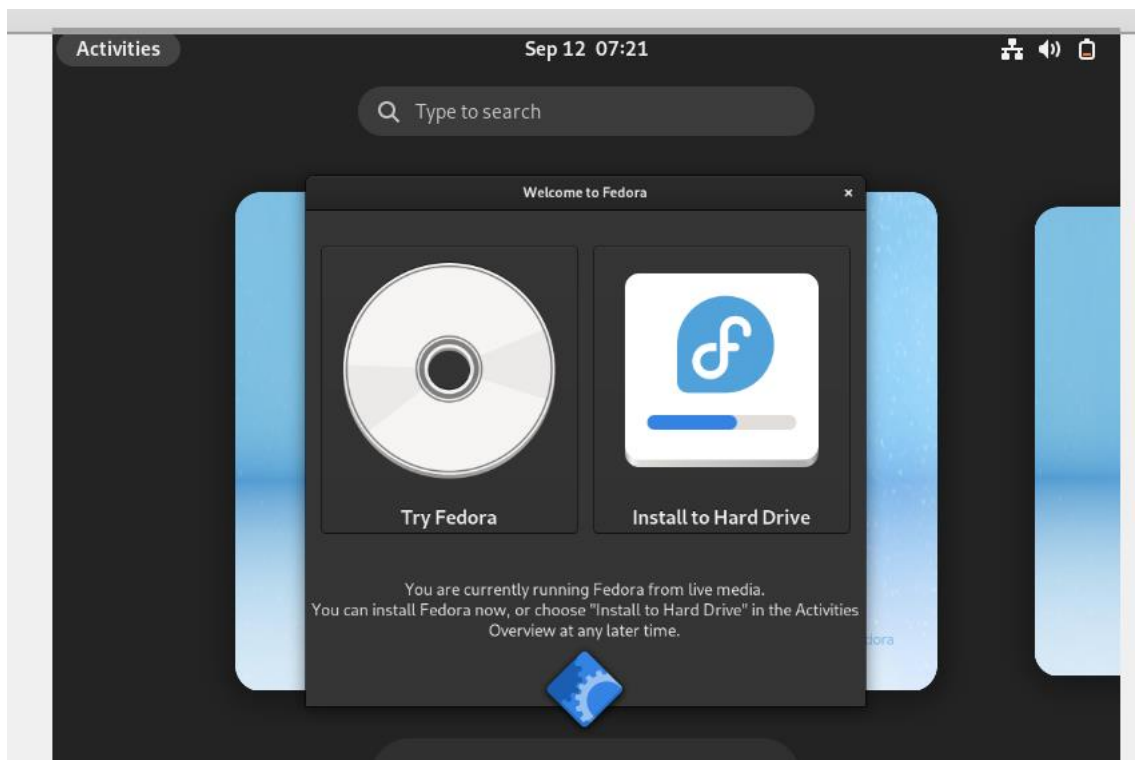 Activities
Sep 12 07:21
Type to search
Welcome to Fedora
Try Fedora
Install to Hard Drive
You are currently running Fedora from live media.
You can install Fedora now, or choose "Install to Hard Drive" in the Activities
Overview at any later time.
dora